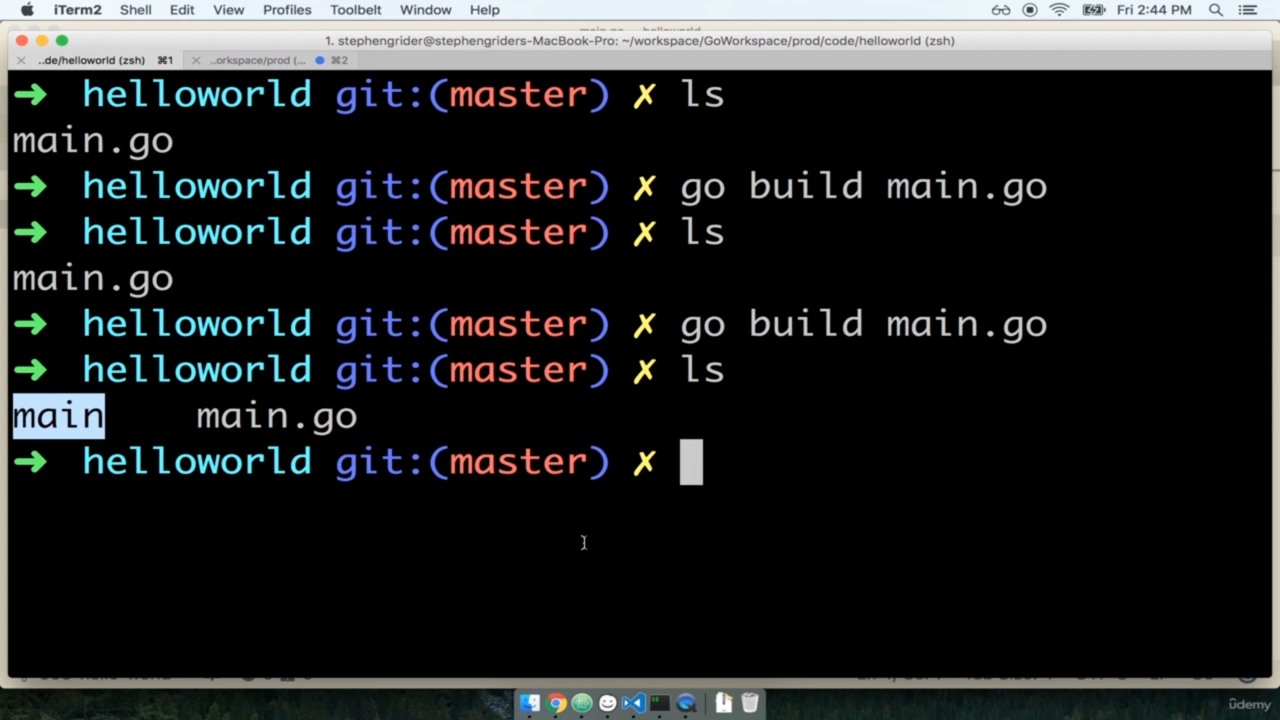 iTerm2 Shell Edit View Profiles Toolbelt Window Help Fri 2:44 PM
1. stephengrider@stephengriders-MacBook-Pro: ~/workspace/GoWorkspace/prod/code/helloworld (zsh)
..de/helloworld (zsh) ⌘1 ..orkspace/prod (... ⌘2
➜ helloworld git:(master) ✗ ls
main.go
➜ helloworld git:(master) ✗ go build main.go
➜ helloworld git:(master) ✗ ls
main.go
➜ helloworld git:(master) ✗ go build main.go
➜ helloworld git:(master) ✗ ls
main main.go
➜ helloworld git:(master) ✗
ûdemy